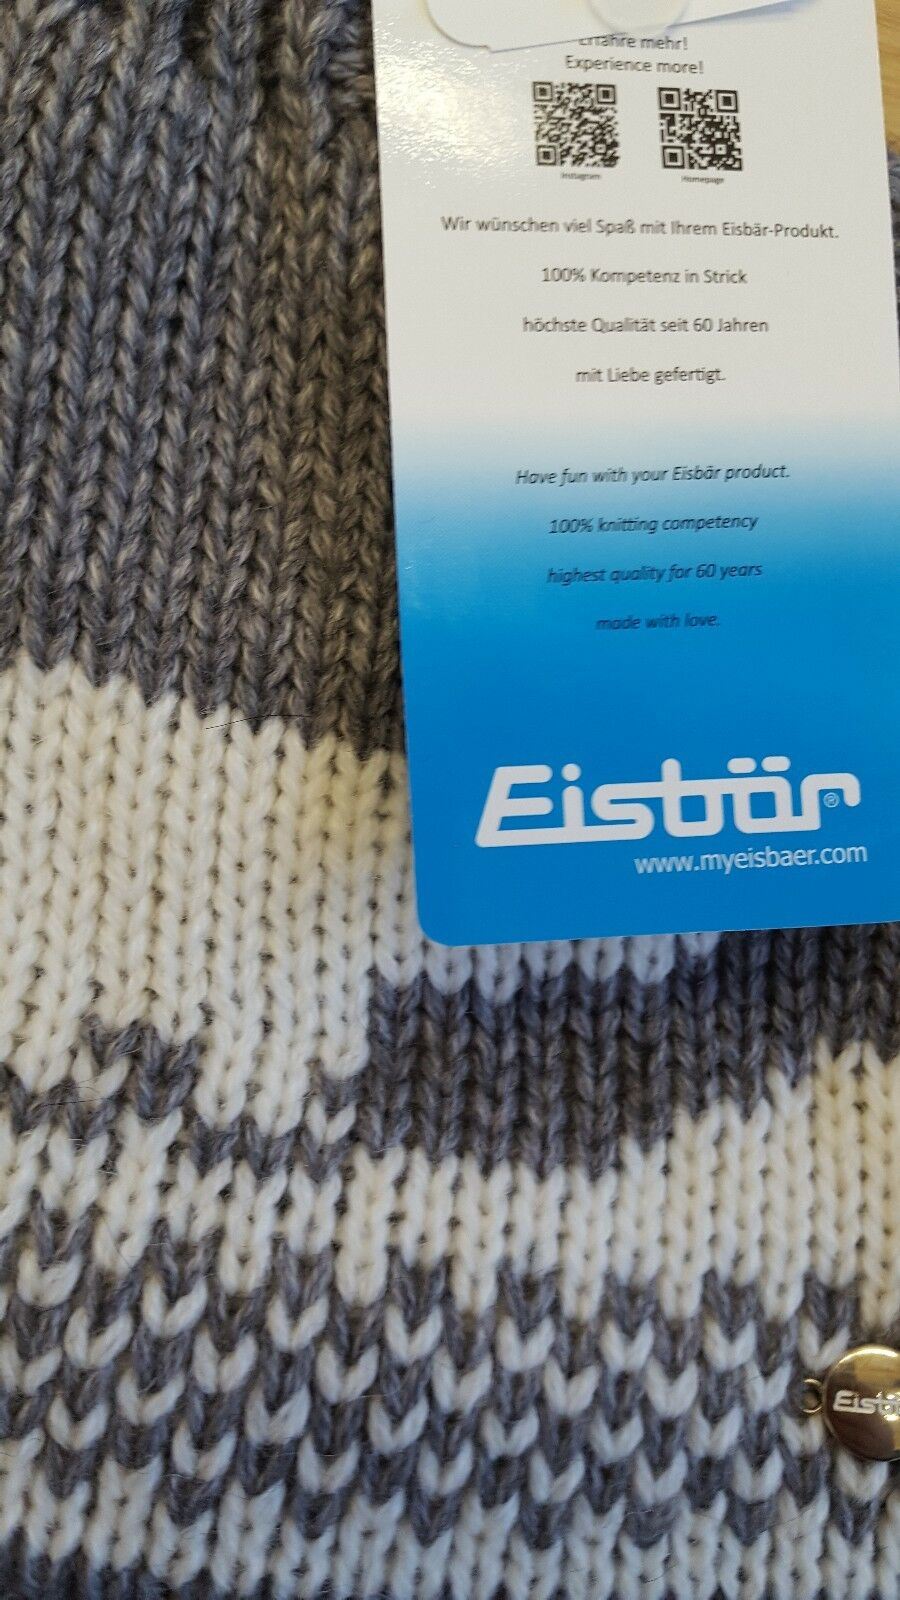 Erfahre mehr!
Experience more!
Instagram
Homepage
Wir wünschen viel Spaß mit Ihrem Eisbär-Produkt.
100% Kompetenz in Strick
höchste Qualität seit 60 Jahren
mit Liebe gefertigt.
Have fun with your Eisbär product.
100% knitting competency
highest quality for 60 years
made with love.
Eisbär®
www.myeisbaer.com